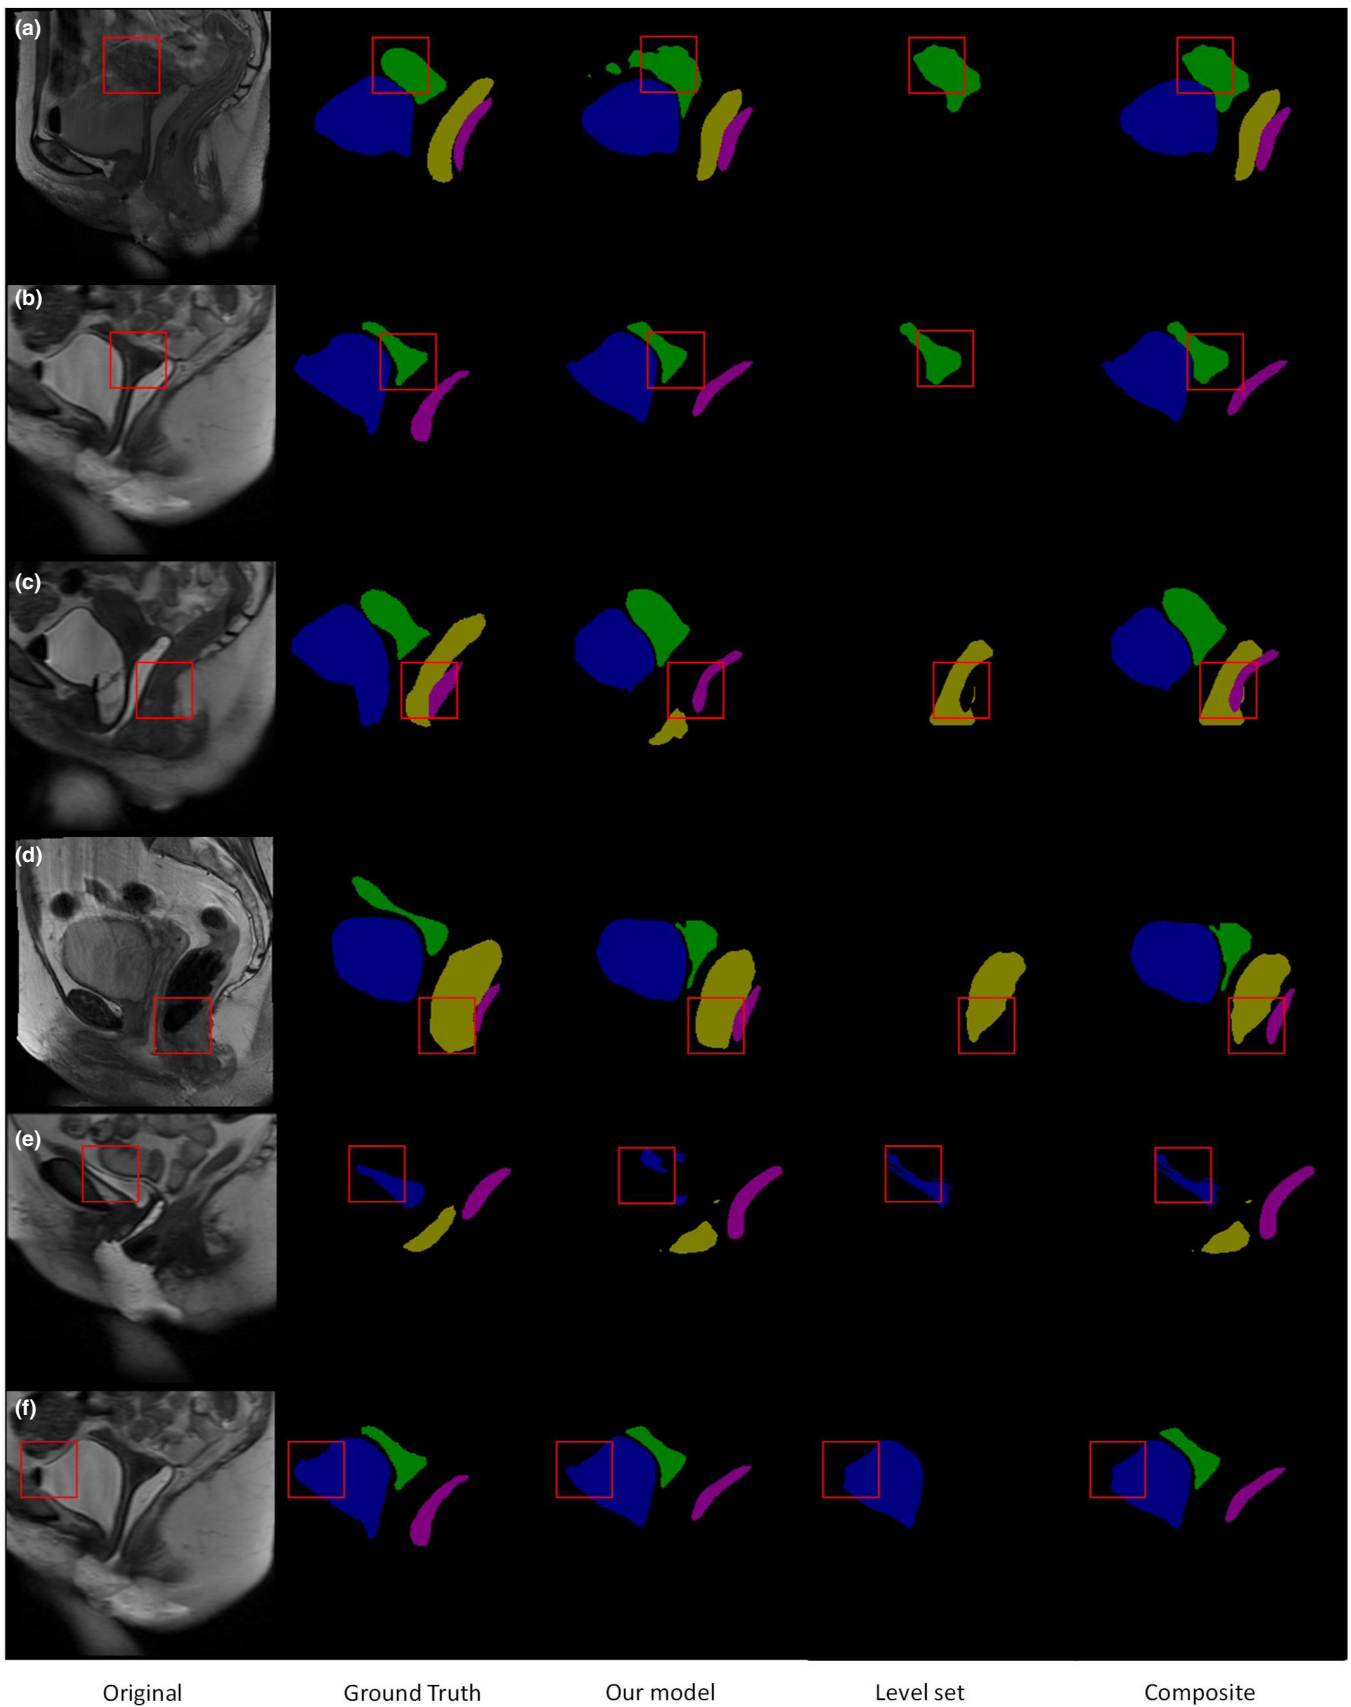 (a)
(b)
(c)
(d)
(e)
(f)
Original Ground Truth Our model Level set Composite